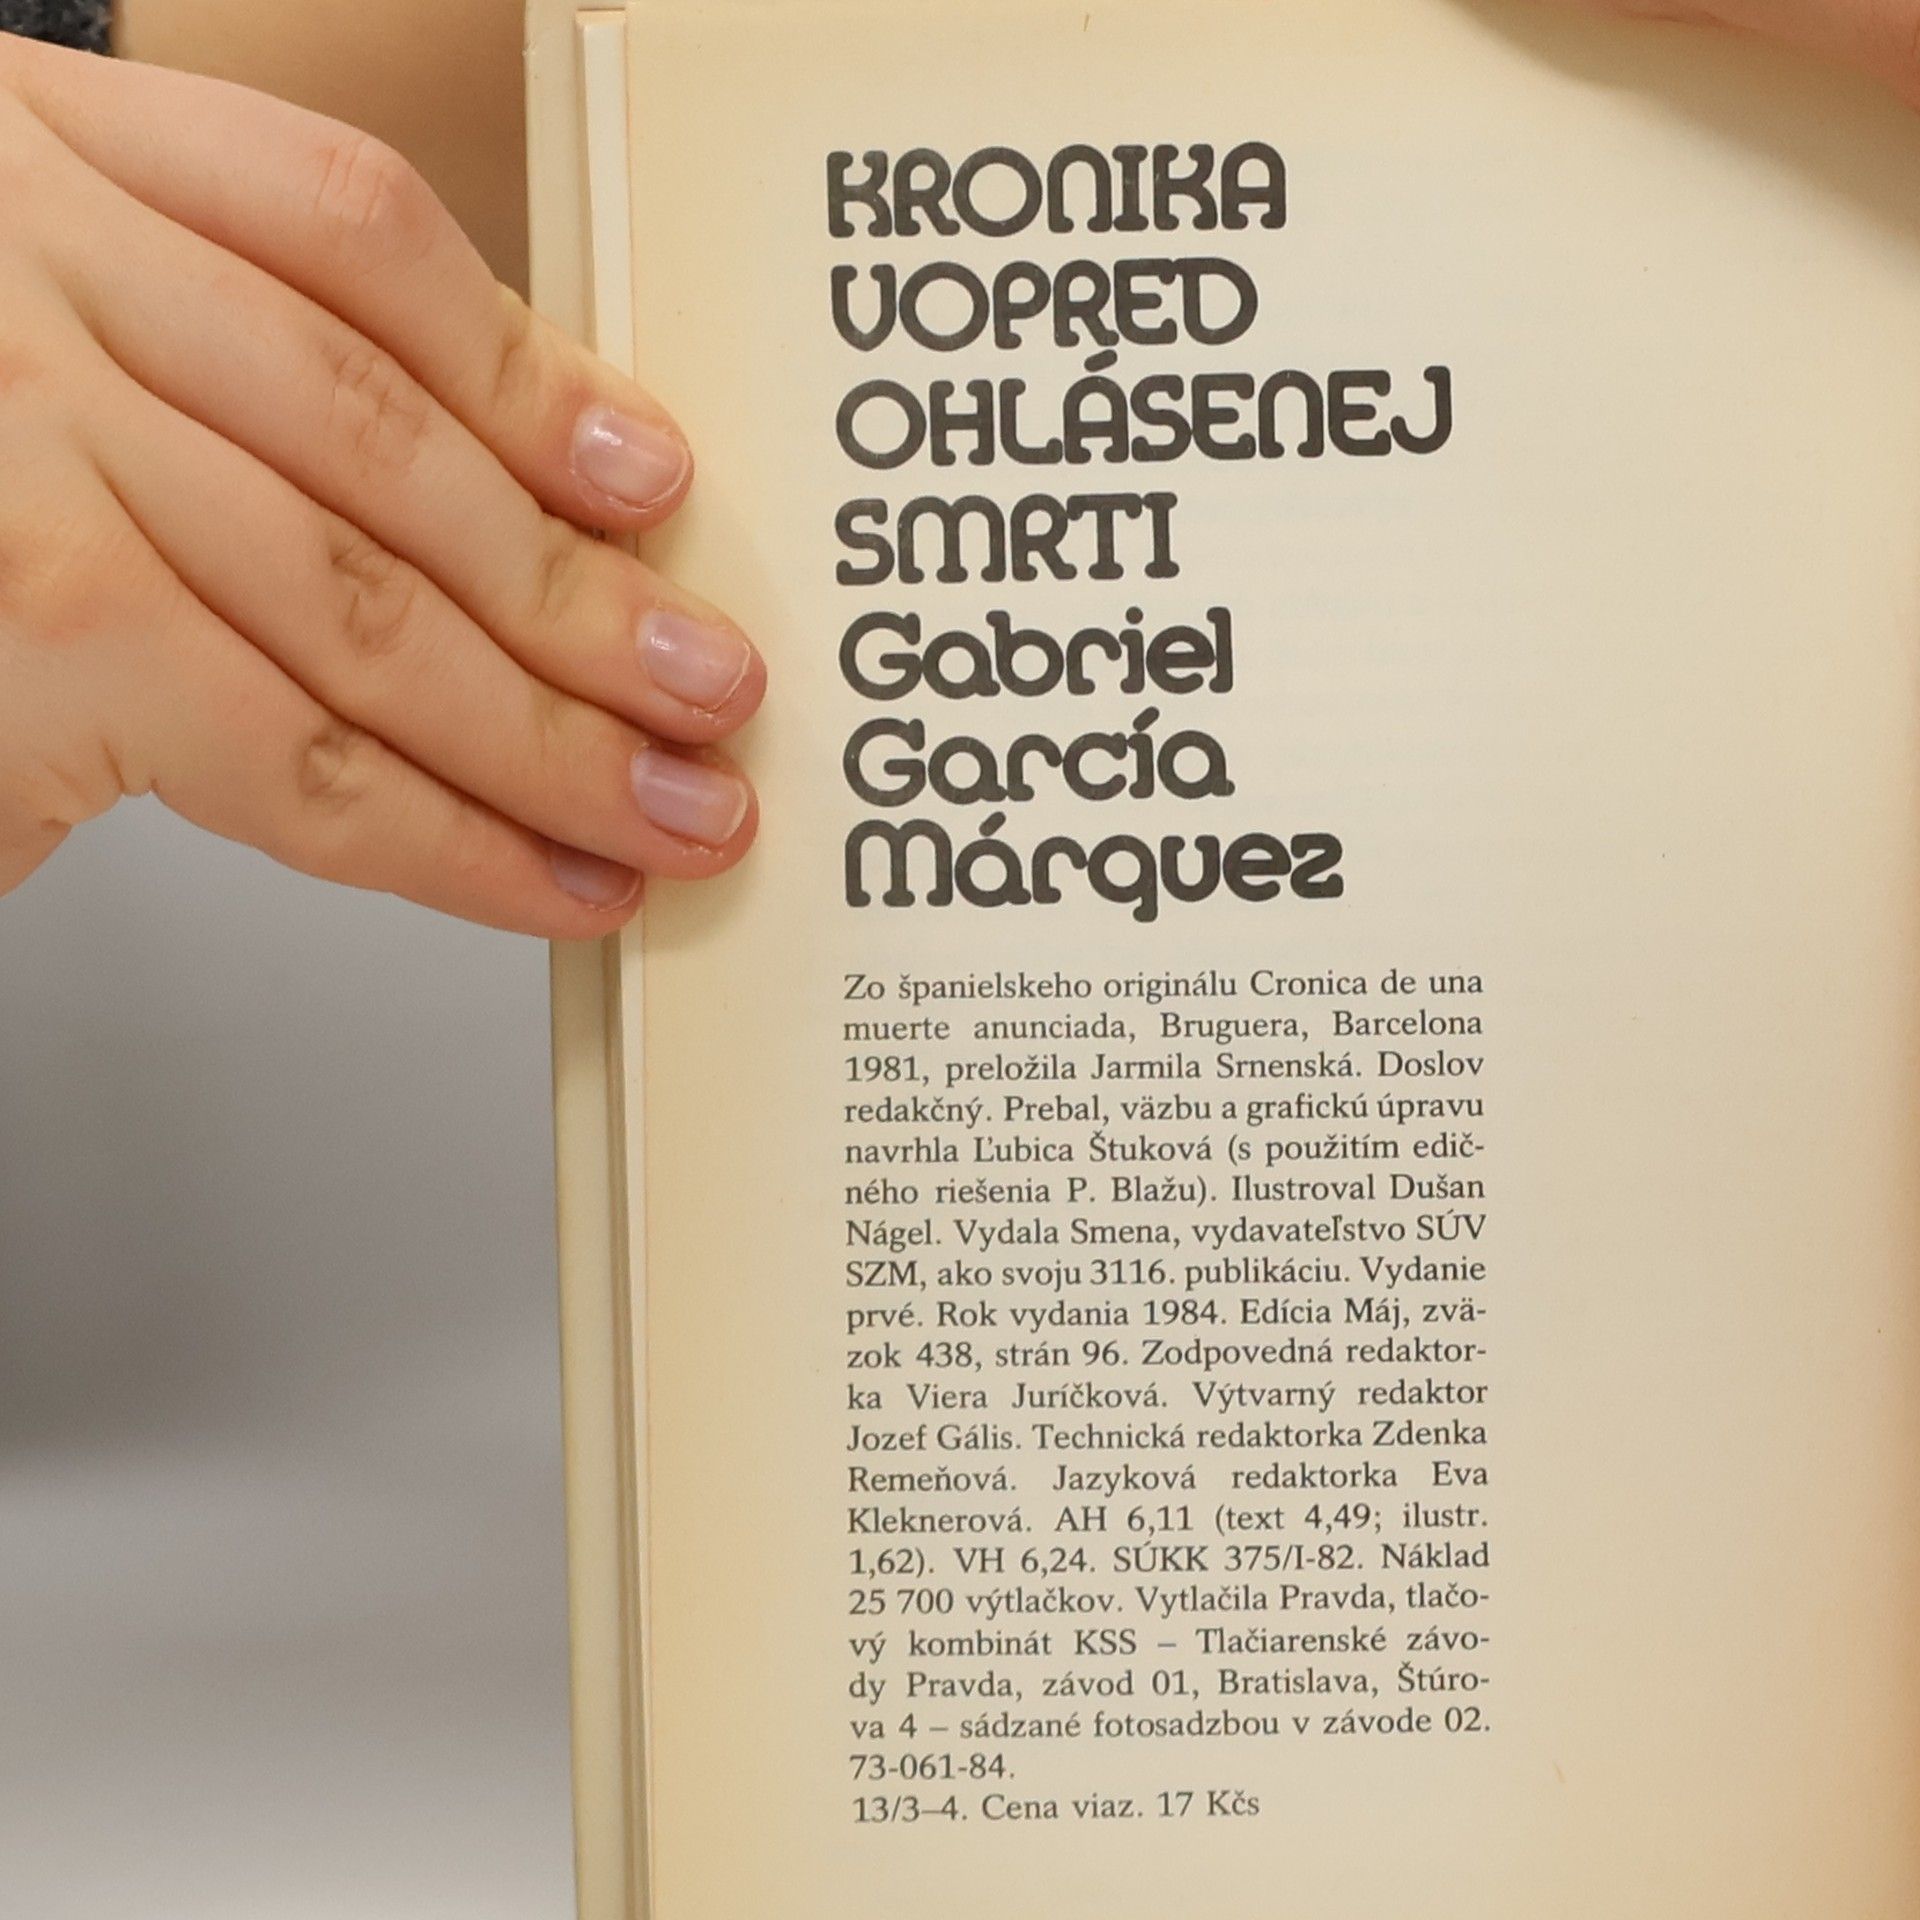 KRONIKA
VOPRED
OHLÁSENEJ
SMRTI
Gabriel
García
Márquez
Zo španielskeho originálu Cronica de una
muerte anunciada, Bruguera, Barcelona
1981, preložila Jarmila Srnenská. Doslov
redakčný. Prebal, väzbu a grafickú úpravu
navrhla Ľubica Štuková (s použitím edič-
ného riešenia P. Blažu). Ilustroval Dušan
Nágel. Vydala Smena, vydavateľstvo SÚV
SZM, ako svoju 3116. publikáciu. Vydanie
prvé. Rok vydania 1984. Edícia Máj, zvä-
zok 438, strán 96. Zodpovedná redaktor-
ka Viera Juríčková. Výtvarný redaktor
Jozef Gális. Technická redaktorka Zdenka
Remeňová. Jazyková redaktorka Eva
Kleknerová. AH 6,11 (text 4,49; ilustr.
1,62). VH 6,24. SÚKK 375/I-82. Náklad
25 700 výtlačkov. Vytlačila Pravda, tlačo-
vý kombinát KSS – Tlačiarenské závo-
dy Pravda, závod 01, Bratislava, Štúro-
va 4 – sádzané fotosadzbou v závode 02.
73-061-84.
13/3–4. Cena viaz. 17 Kčs